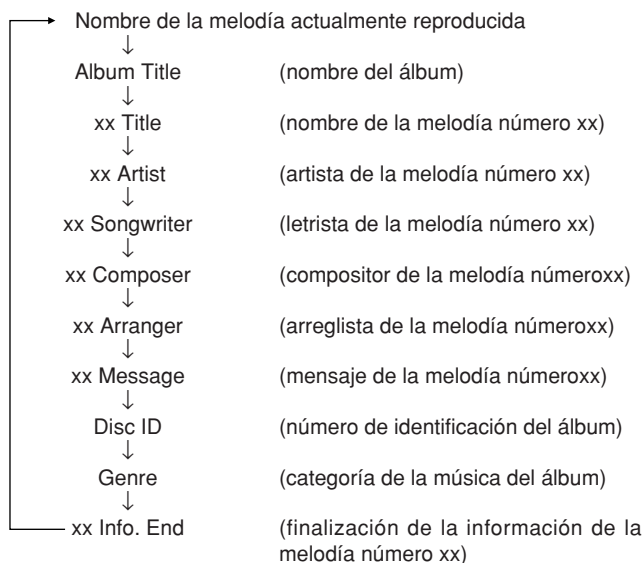 Nombre de la melodía actualmente reproducida
↓
Album Title (nombre del álbum)
↓
xx Title (nombre de la melodía número xx)
↓
xx Artist (artista de la melodía número xx)
↓
xx Songwriter (letrista de la melodía número xx)
↓
xx Composer (compositor de la melodía númeroxx)
↓
xx Arranger (arreglista de la melodía númeroxx)
↓
xx Message (mensaje de la melodía númeroxx)
↓
Disc ID (número de identificación del álbum)
↓
Genre (categoría de la música del álbum)
↓
xx Info. End (finalización de la información de la
melodía número xx)